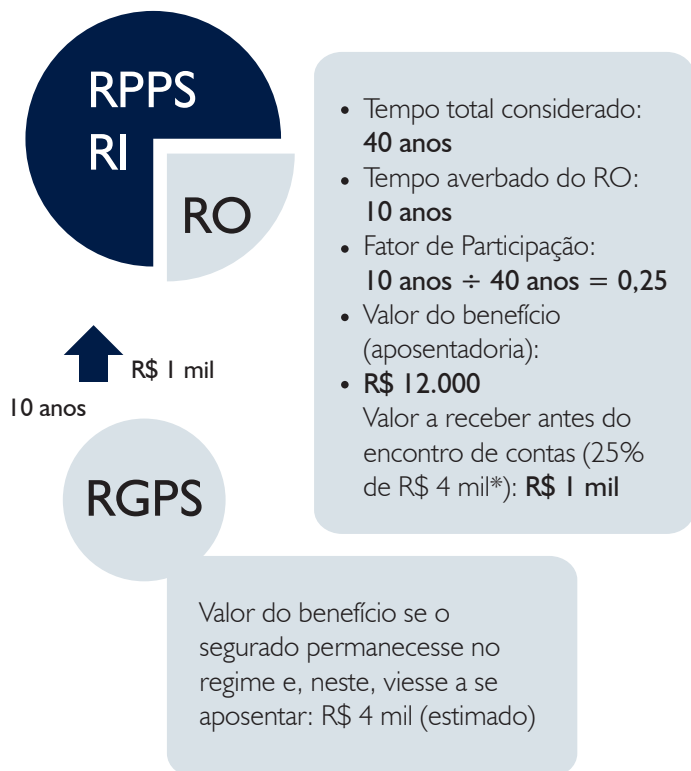 RPPS
RI
RO
R$ 1 mil
10 anos
RGPS
• Tempo total considerado:
40 anos
• Tempo averbado do RO:
10 anos
• Fator de Participação:
10 anos ÷ 40 anos = 0,25
• Valor do benefício
(aposentadoria):
• R$ 12.000
Valor a receber antes do
encontro de contas (25%
de R$ 4 mil*): R$ 1 mil
Valor do benefício se o
segurado permanecesse no
regime e, neste, viesse a se
aposentar: R$ 4 mil (estimado)